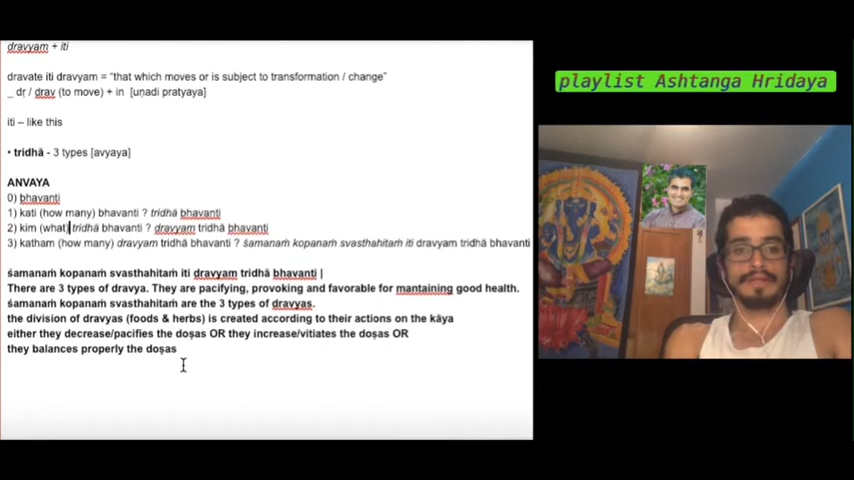 dravyam + iti
dravate iti dravyam = "that which moves or is subject to transformation / change"
_ dṛ / drav (to move) + in [uṇadi pratyaya]
iti – like this
• tridhā - 3 types [avyaya]
ANVAYA
0) bhavanti
1) kati (how many) bhavanti ? tridhā bhavanti
2) kim (what) tridhā bhavanti ? dravyam tridhā bhavanti
3) katham (how many) dravyam tridhā bhavanti ? śamanaṁ kopanaṁ svasthahitaṁ iti dravyam tridhā bhavanti
śamanaṁ kopanaṁ svasthahitaṁ iti dravyam tridhā bhavanti |
There are 3 types of dravya. They are pacifying, provoking and favorable for mantaining good health.
śamanaṁ kopanaṁ svasthahitaṁ are the 3 types of dravyas.
the division of dravyas (foods & herbs) is created according to their actions on the kāya
either they decrease/pacifies the doṣas OR they increase/vitiates the doṣas OR
they balances properly the doṣas
playlist Ashtanga Hridaya